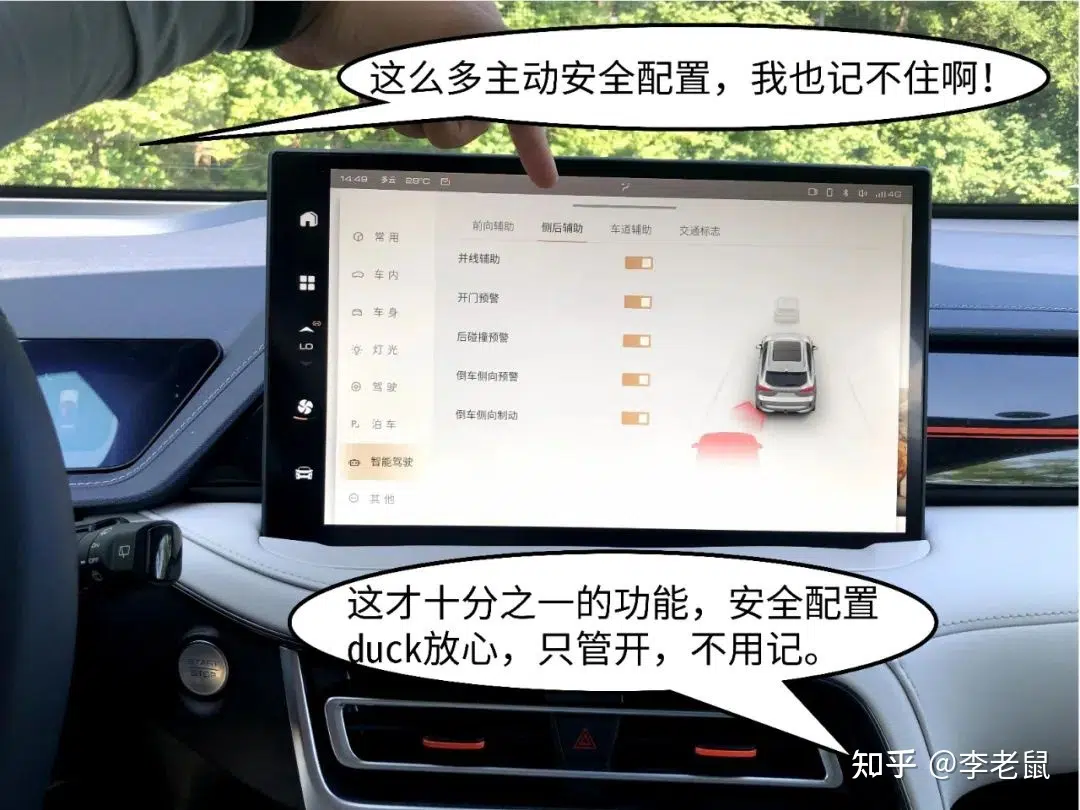 这么多主动安全配置，我也记不住啊！
14:49 多云 29°C
4G
前向辅助 侧后辅助 车道辅助 交通标志
常用
车内
车身
灯光
驾驶
泊车
智能驾驶
其他
并线辅助
开门预警
后碰撞预警
倒车侧向预警
倒车侧向制动
LO
OFF
START
STOP
这才十分之一的功能，安全配置
duck放心，只管开，不用记。
知乎 @李老鼠